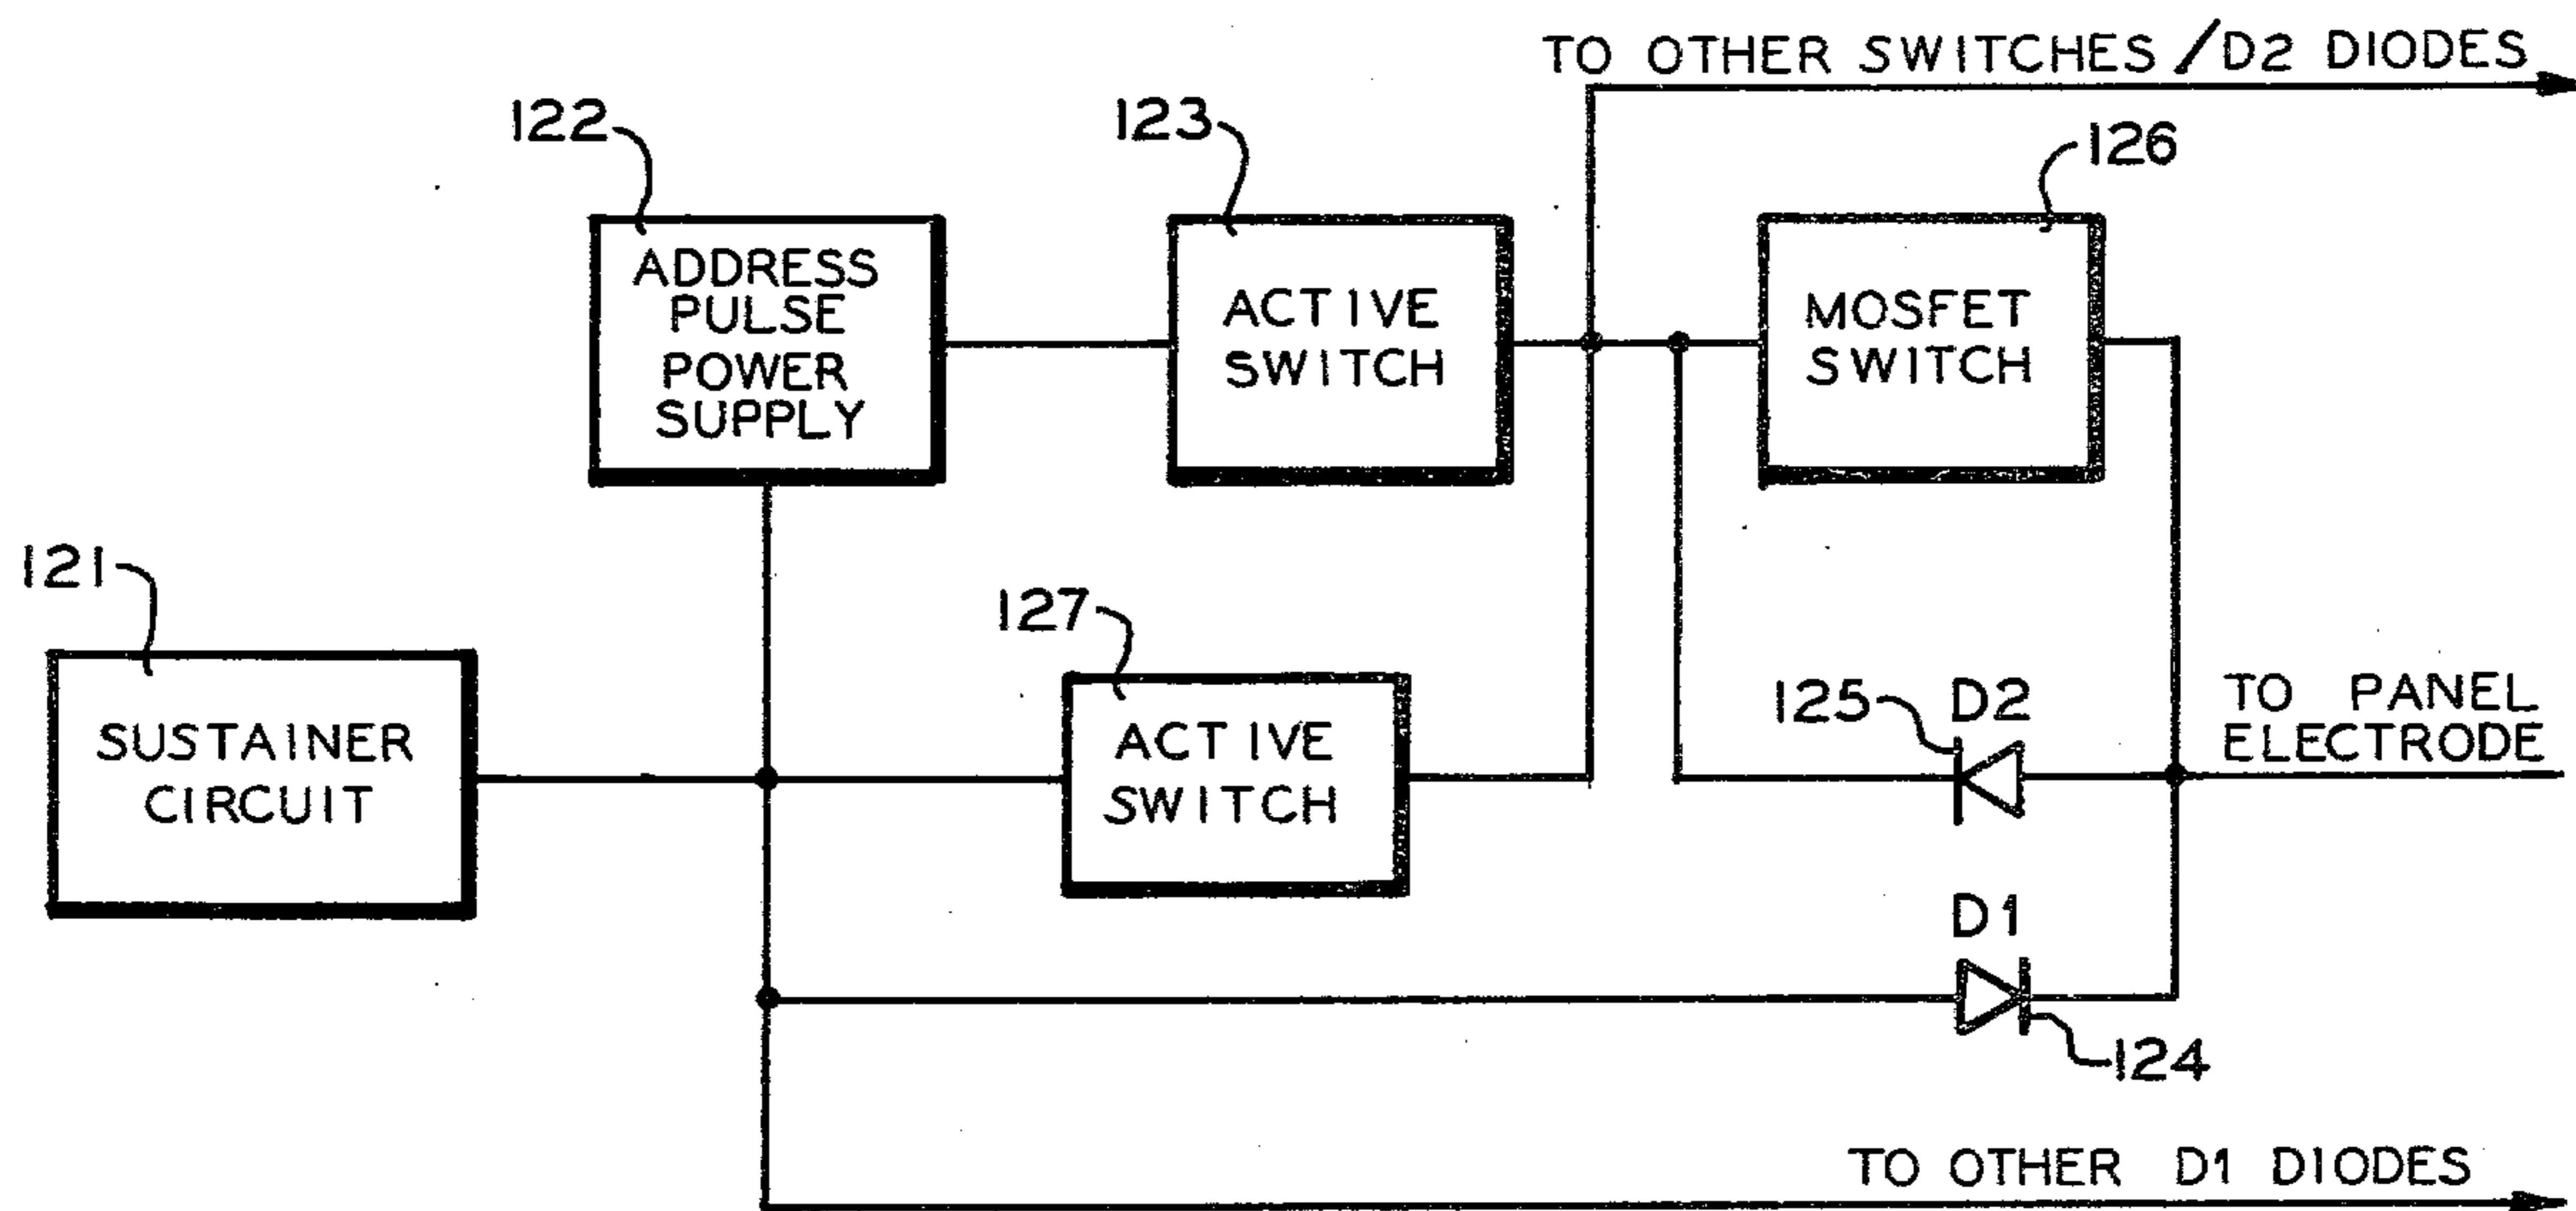 TO OTHER SWITCHES/D2 DIODES
122
123
126
ADDRESS
PULSE
POWER
SUPPLY
ACTIVE
SWITCH
MOSFET
SWITCH
121
127
SUSTAINER
CIRCUIT
ACTIVE
SWITCH
125
D2
TO PANEL
ELECTRODE
D1
124
TO OTHER D1 DIODES